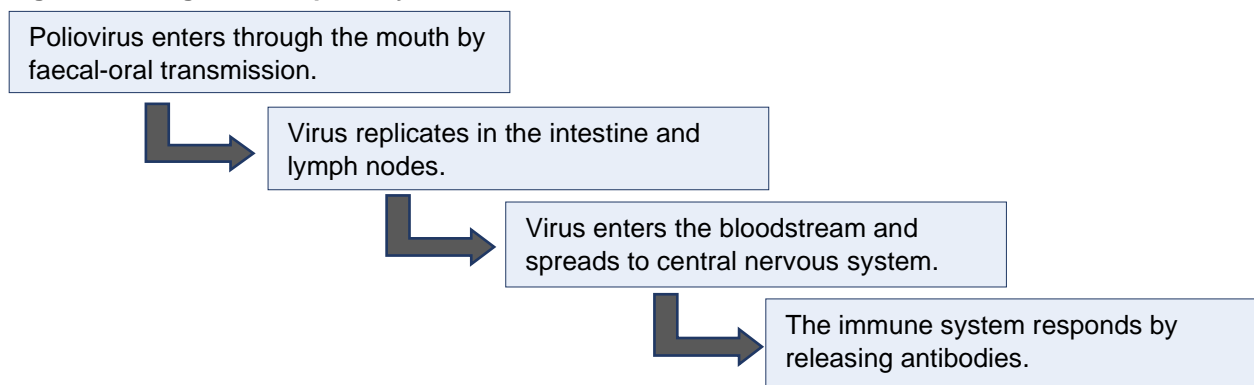 Poliovirus enters through the mouth by
faecal-oral transmission.
Virus replicates in the intestine and
lymph nodes.
Virus enters the bloodstream and
spreads to central nervous system.
The immune system responds by
releasing antibodies.